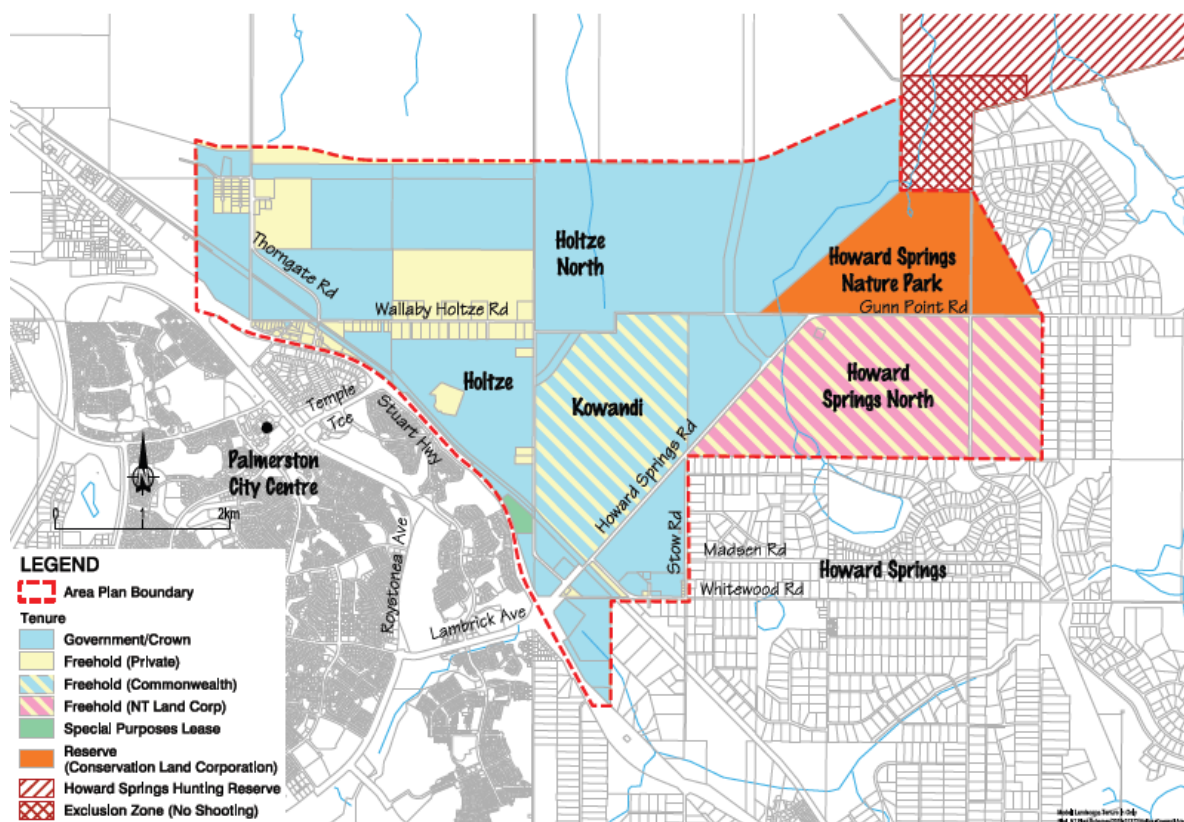 Holtze
North
Howard Springs
Nature Park
Gunn Point Rd
Thorngate Rd
Wallaby Holtze Rd
Holtze
Kowandi
Howard
Springs North
Temple
Tce
Stuart Hwy
Palmerston
City Centre
Howard Springs Rd
0 1 2km
Roystonea Ave
Stow Rd
Madsen Rd
Howard Springs
Whitewood Rd
Lambrick Ave
LEGEND
Area Plan Boundary
Tenure
Government/Crown
Freehold (Private)
Freehold (Commonwealth)
Freehold (NT Land Corp)
Special Purposes Lease
Reserve
(Conservation Land Corporation)
Howard Springs Hunting Reserve
Exclusion Zone (No Shooting)